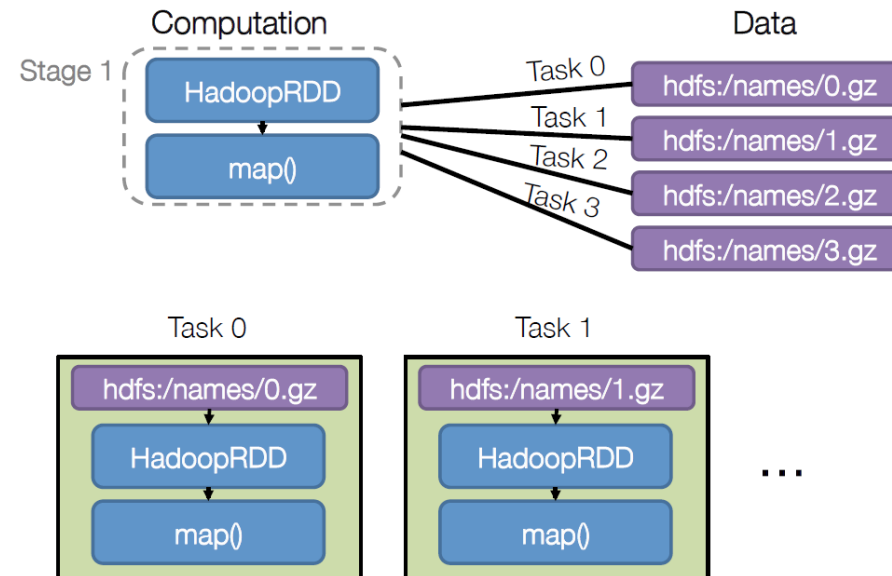 Computation
Data
Stage 1
HadoopRDD
map()
Task 0
Task 1
Task 2
Task 3
hdfs:/names/0.gz
hdfs:/names/1.gz
hdfs:/names/2.gz
hdfs:/names/3.gz
Task 0
Task 1
hdfs:/names/0.gz
HadoopRDD
map()
hdfs:/names/1.gz
HadoopRDD
map()
...